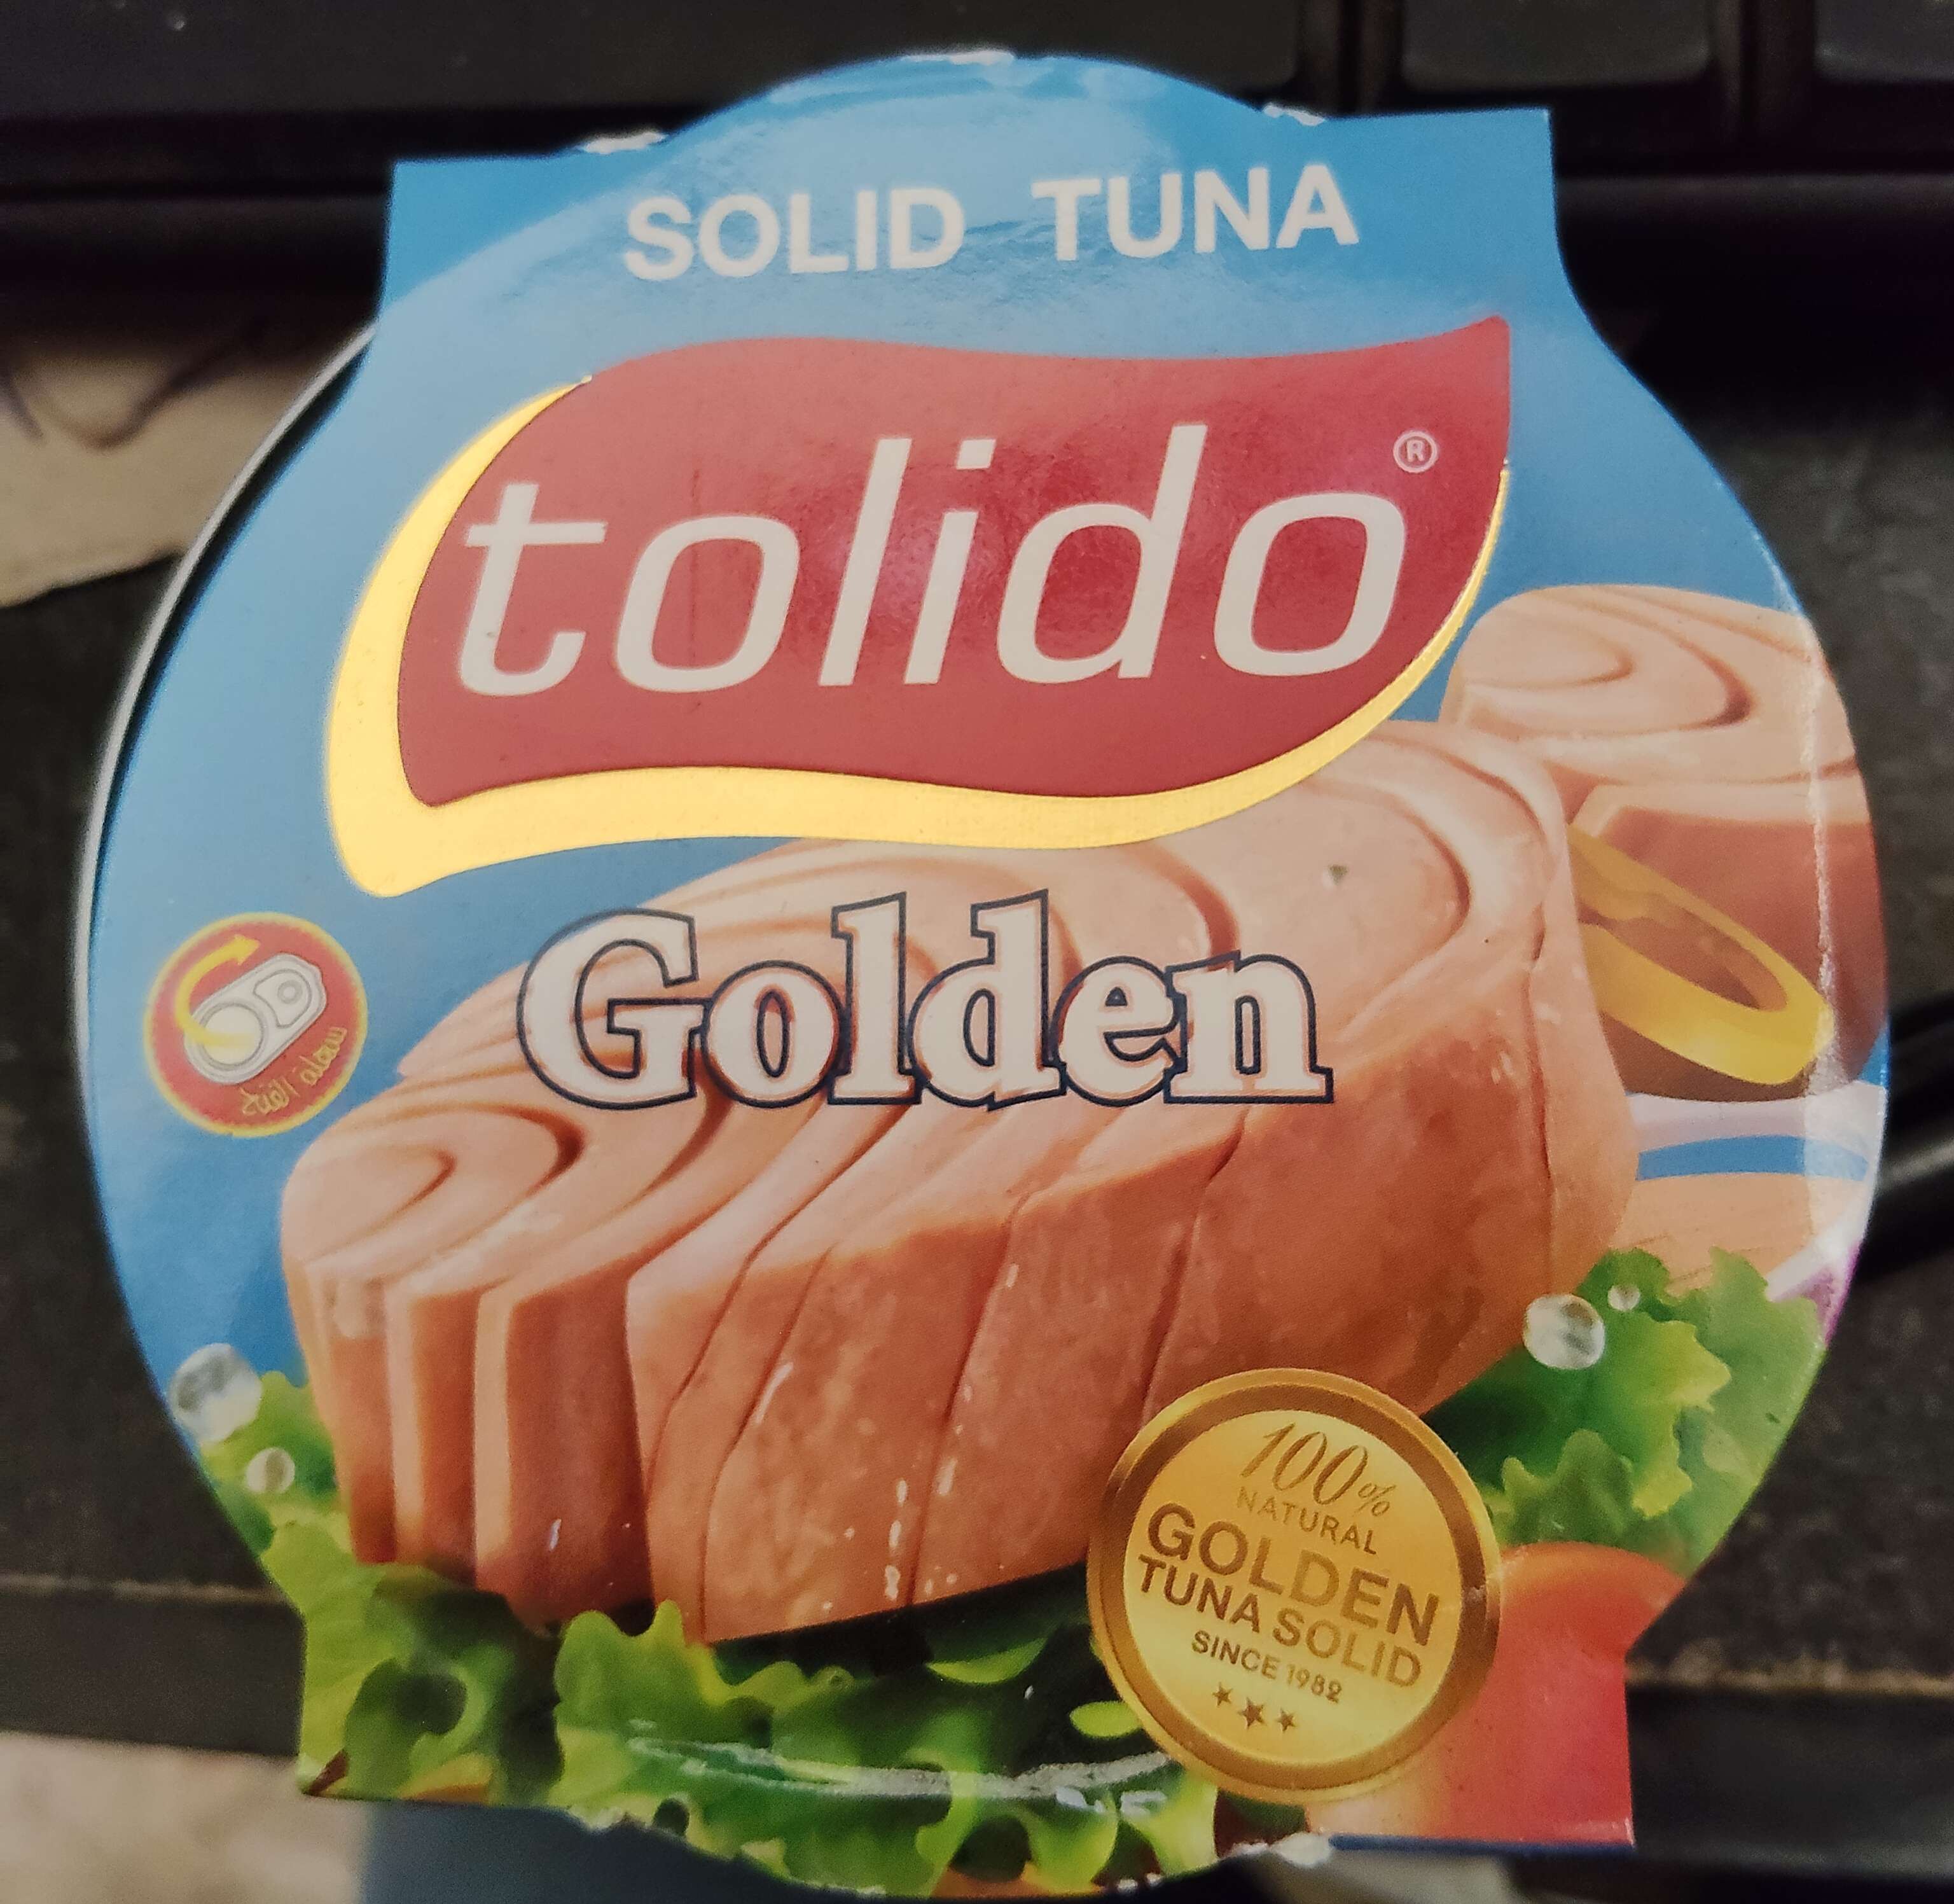 SOLID TUNA
tolido®
Golden
سهلة الفتح
100%
NATURAL
GOLDEN
TUNA SOLID
SINCE 1982